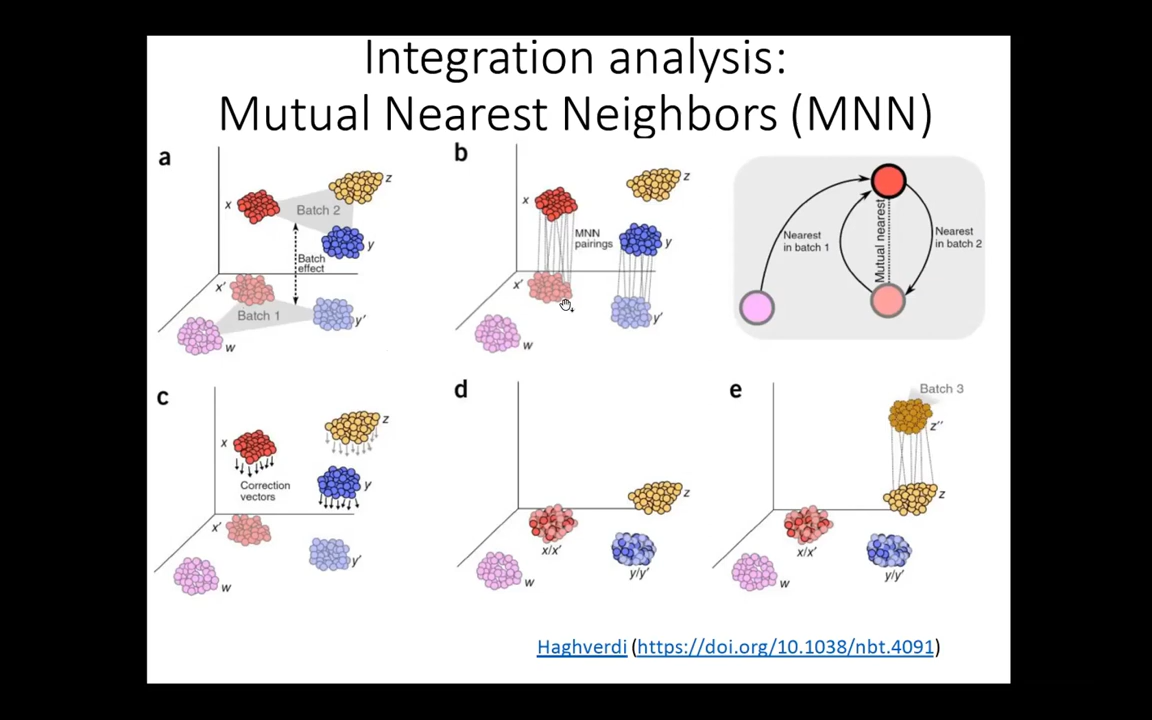 Integration analysis:
Mutual Nearest Neighbors (MNN)
a
x
z
Batch 2
y
Batch
effect
x'
Batch 1
y'
w
b
x
z
MNN
pairings
y
x'
y'
w
Nearest
in batch 1
Mutual nearest
Nearest
in batch 2
c
x
z
Correction
vectors
y
x'
y'
w
d
z
x/x'
y/y'
w
e
Batch 3
z''
z
x/x'
y/y'
w
Haghverdi (https://doi.org/10.1038/nbt.4091)